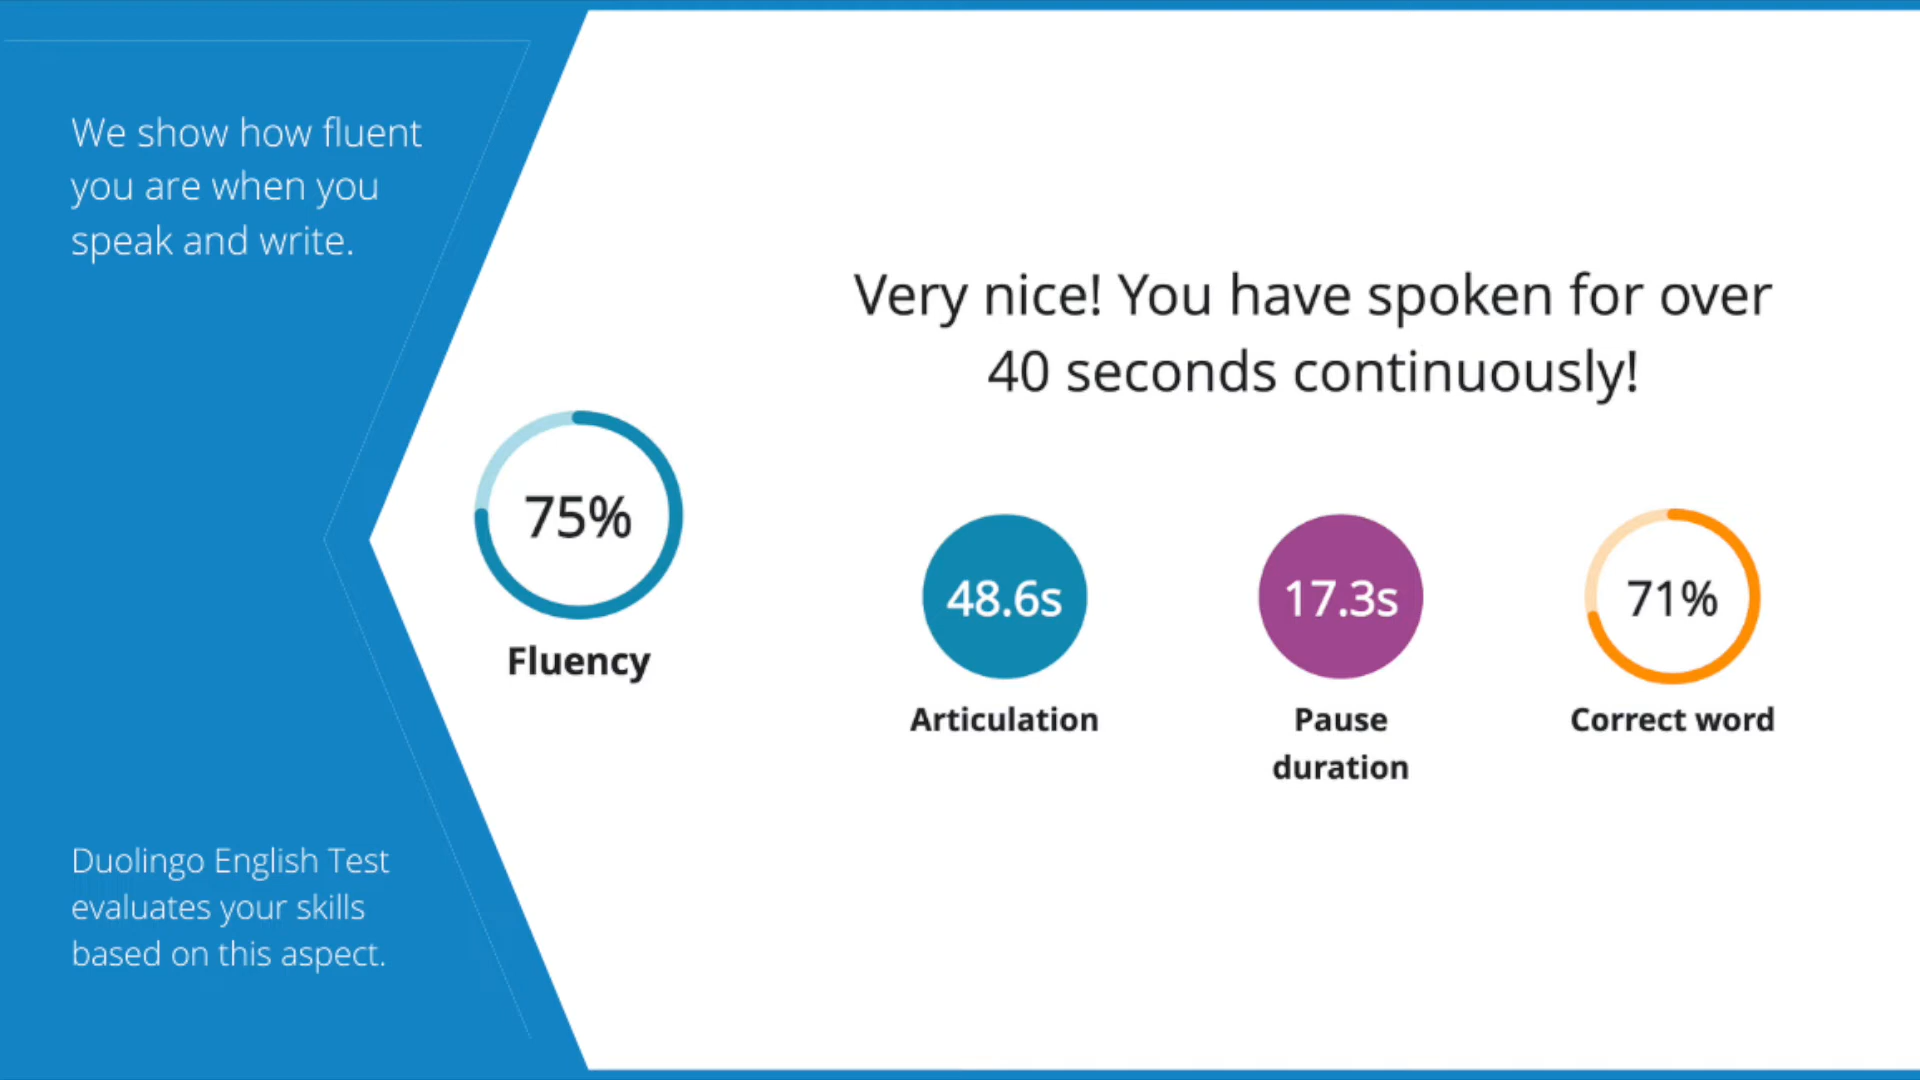 We show how fluent
you are when you
speak and write.
Very nice! You have spoken for over
40 seconds continuously!
75%
Fluency
48.6s
Articulation
17.3s
Pause
duration
71%
Correct word
Duolingo English Test
evaluates your skills
based on this aspect.